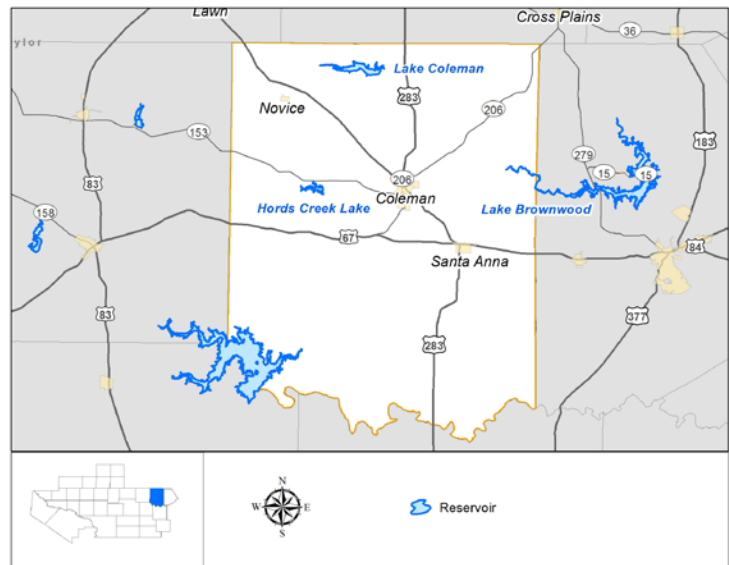 Lawn
Cross Plains
36
aylor
Lake Coleman
283
Novice
206
183
153
279
83
206
15
15
Coleman
158
Hords Creek Lake
Lake Brownwood
67
84
Santa Anna
83
377
283
N
W
E
S
Reservoir